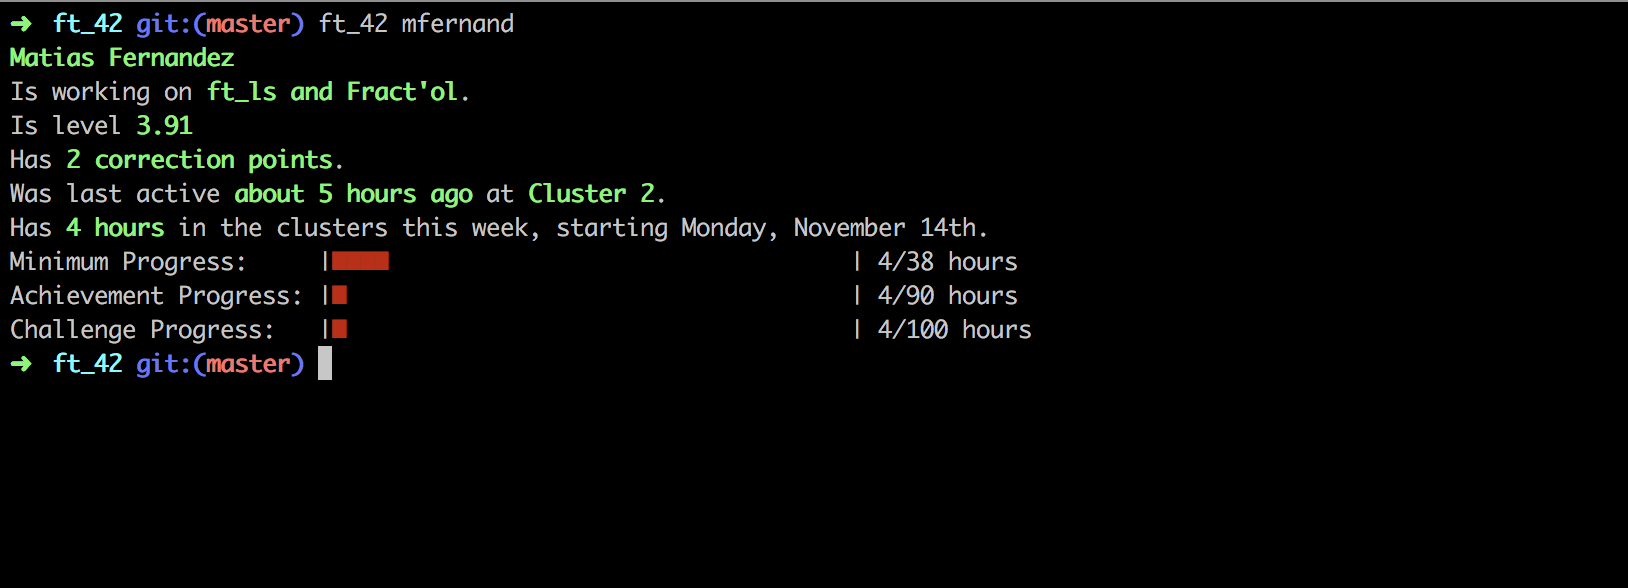 ➜ ft_42 git:(master) ft_42 mfernand
Matias Fernandez
Is working on ft_ls and Fract'ol.
Is level 3.91
Has 2 correction points.
Was last active about 5 hours ago at Cluster 2.
Has 4 hours in the clusters this week, starting Monday, November 14th.
Minimum Progress: | | 4/38 hours
Achievement Progress: | | 4/90 hours
Challenge Progress: | | 4/100 hours
➜ ft_42 git:(master)